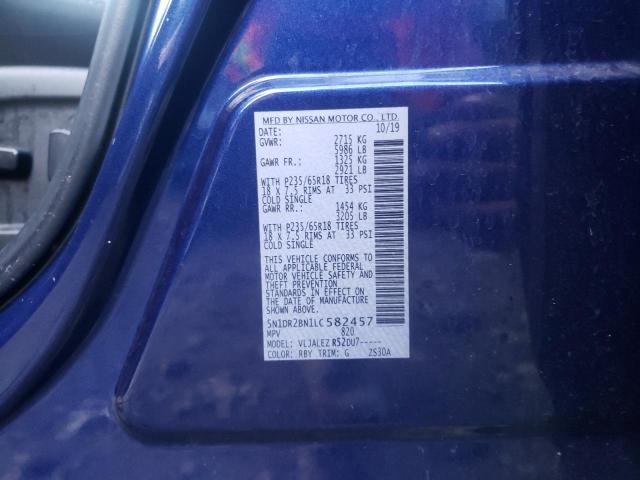 MFD BY NISSAN MOTOR CO., LTD.
DATE: 10/19
GVWR: 2715 KG
5986 LB
GAWR FR.: 1325 KG
2921 LB
WITH P235/65R18 TIRES
18 X 7.5 RIMS AT 33 PSI
COLD SINGLE
GAWR RR.: 1454 KG
3205 LB
WITH P235/65R18 TIRES
18 X 7.5 RIMS AT 33 PSI
COLD SINGLE
THIS VEHICLE CONFORMS TO
ALL APPLICABLE FEDERAL
MOTOR VEHICLE SAFETY
AND THEFT PREVENTION
STANDARDS IN EFFECT ON
THE DATE OF MANUFACTURE
SHOWN ABOVE.
5N1DR2BN1LC582457
MPV 820
MODEL: VLJALEZ R52DU7-----
COLOR: RBY TRIM: G ZS30A